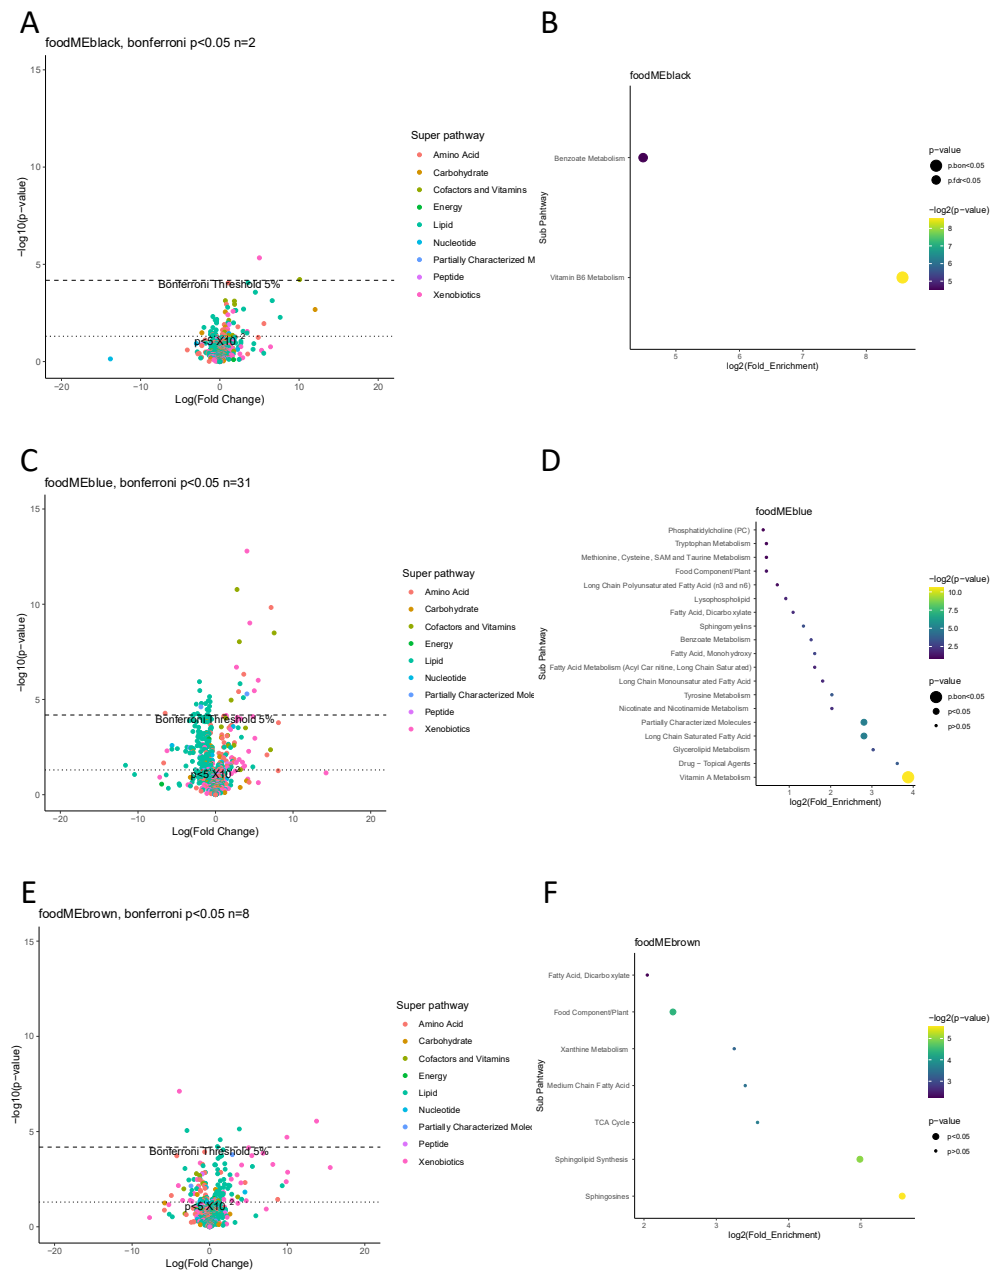 A
foodMEblack, bonferroni p<0.05 n=2
−log10(p−value)
15
10
5
0
Bonferroni Threshold 5%
p<5 X10 −2
−20
−10
0
10
20
Log(Fold Change)
Super pathway
Amino Acid
Carbohydrate
Cofactors and Vitamins
Energy
Lipid
Nucleotide
Partially Characterized M
Peptide
Xenobiotics
B
foodMEblack
Sub Pahtway
Benzoate Metabolism
Vitamin B6 Metabolism
5
6
7
8
log2(Fold_Enrichment)
p−value
p.bon<0.05
p.fdr<0.05
−log2(p−value)
8
7
6
5
C
foodMEblue, bonferroni p<0.05 n=31
−log10(p−value)
15
10
5
0
Bonferroni Threshold 5%
p<5 X10 −2
−20
−10
0
10
20
Log(Fold Change)
Super pathway
Amino Acid
Carbohydrate
Cofactors and Vitamins
Energy
Lipid
Nucleotide
Partially Characterized Mole
Peptide
Xenobiotics
D
foodMEblue
Sub Pahtway
Phosphatidylcholine (PC)
Tryptophan Metabolism
Methionine, Cysteine, SAM and Taurine Metabolism
Food Component/Plant
Long Chain Polyunsaturated Fatty Acid (n3 and n6)
Lysophospholipid
Fatty Acid, Dicarboxylate
Sphingomyelins
Benzoate Metabolism
Fatty Acid, Monohydroxy
Fatty Acid Metabolism (Acyl Carnitine, Long Chain Saturated)
Long Chain Monounsaturated Fatty Acid
Tyrosine Metabolism
Nicotinate and Nicotinamide Metabolism
Partially Characterized Molecules
Long Chain Saturated Fatty Acid
Glycerolipid Metabolism
Drug − Topical Agents
Vitamin A Metabolism
1
2
3
4
log2(Fold_Enrichment)
−log2(p−value)
10.0
7.5
5.0
2.5
p−value
p.bon<0.05
p<0.05
p>0.05
E
foodMEbrown, bonferroni p<0.05 n=8
−log10(p−value)
15
10
5
0
Bonferroni Threshold 5%
p<5 X10 −2
−20
−10
0
10
20
Log(Fold Change)
Super pathway
Amino Acid
Carbohydrate
Cofactors and Vitamins
Energy
Lipid
Nucleotide
Partially Characterized Molec
Peptide
Xenobiotics
F
foodMEbrown
Sub Pahtway
Fatty Acid, Dicarboxylate
Food Component/Plant
Xanthine Metabolism
Medium Chain Fatty Acid
TCA Cycle
Sphingolipid Synthesis
Sphingosines
2
3
4
5
log2(Fold_Enrichment)
−log2(p−value)
5
4
3
p−value
p<0.05
p>0.05